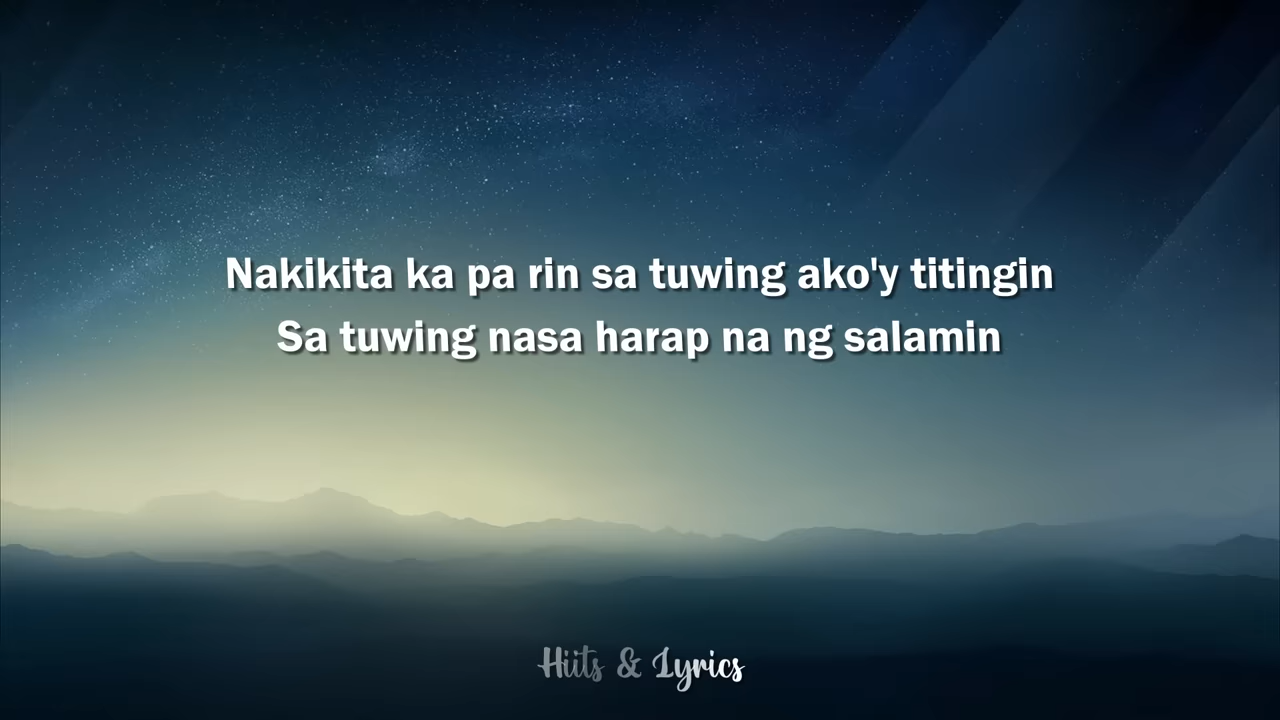 Nakikita ka pa rin sa tuwing ako'y titingin
Sa tuwing nasa harap na ng salamin
Hiits & Lyrics